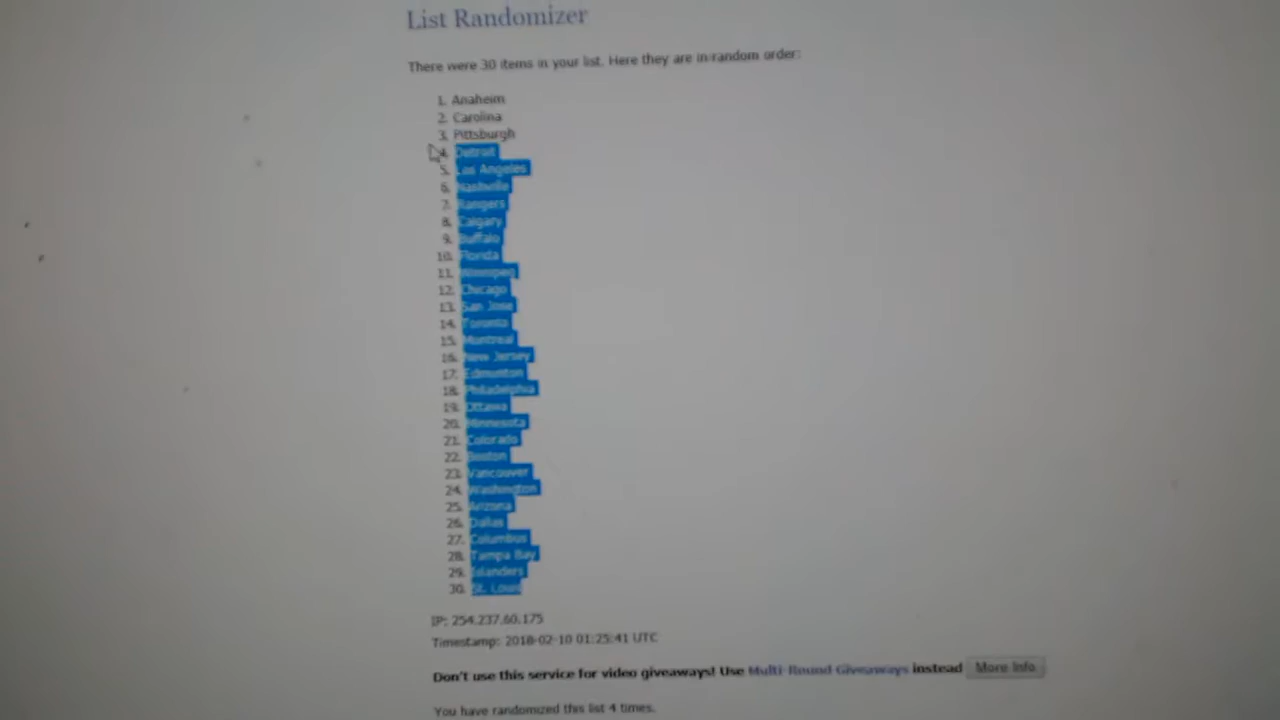 List Randomizer
There were 30 items in your list. Here they are in random order:
1. Anaheim
2. Carolina
3. Pittsburgh
4. Detroit
5. Los Angeles
6. Nashville
7. Rangers
8. Calgary
9. Buffalo
10. Florida
11. Winnipeg
12. Chicago
13. San Jose
14. Toronto
15. Montreal
16. New Jersey
17. Edmonton
18. Philadelphia
19. Ottawa
20. Minnesota
21. Colorado
22. Boston
23. Vancouver
24. Washington
25. Arizona
26. Dallas
27. Columbus
28. Tampa Bay
29. Islanders
30. St. Louis
IP: 254.237.60.175
Timestamp: 2018-02-10 01:25:41 UTC
Don't use this service for video giveaways! Use Multi-Round Giveaways instead More Info
You have randomized this list 4 times.